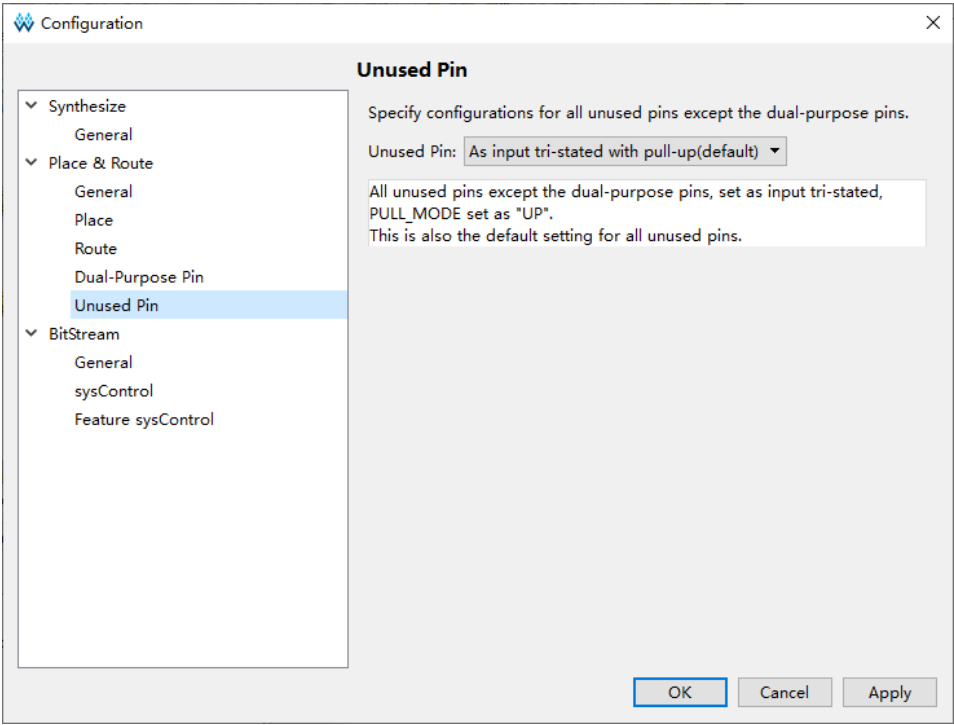 Configuration
Unused Pin
Synthesize
General
Place & Route
General
Place
Route
Dual-Purpose Pin
Unused Pin
BitStream
General
sysControl
Feature sysControl
Specify configurations for all unused pins except the dual-purpose pins.
Unused Pin: As input tri-stated with pull-up(default)
All unused pins except the dual-purpose pins, set as input tri-stated,
PULL_MODE set as "UP".
This is also the default setting for all unused pins.
OK Cancel Apply